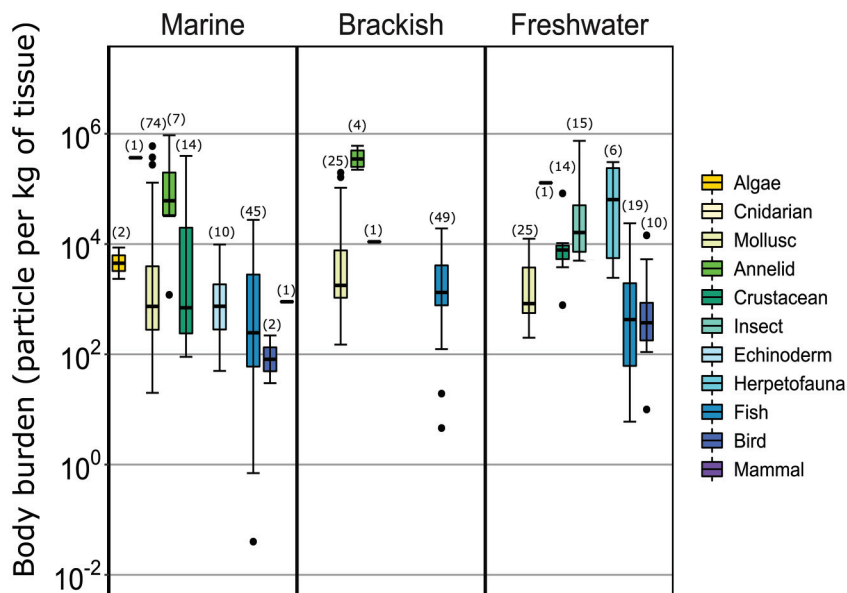 Marine Brackish Freshwater
Body burden (particle per kg of tissue)
10^6
10^4
10^2
10^0
10^-2
(2)
(1)
(74)
(7)
(14)
(10)
(45)
(2)
(1)
(25)
(4)
(1)
(49)
(25)
(1)
(14)
(15)
(6)
(19)
(10)
Algae
Cnidarian
Mollusc
Annelid
Crustacean
Insect
Echinoderm
Herpetofauna
Fish
Bird
Mammal